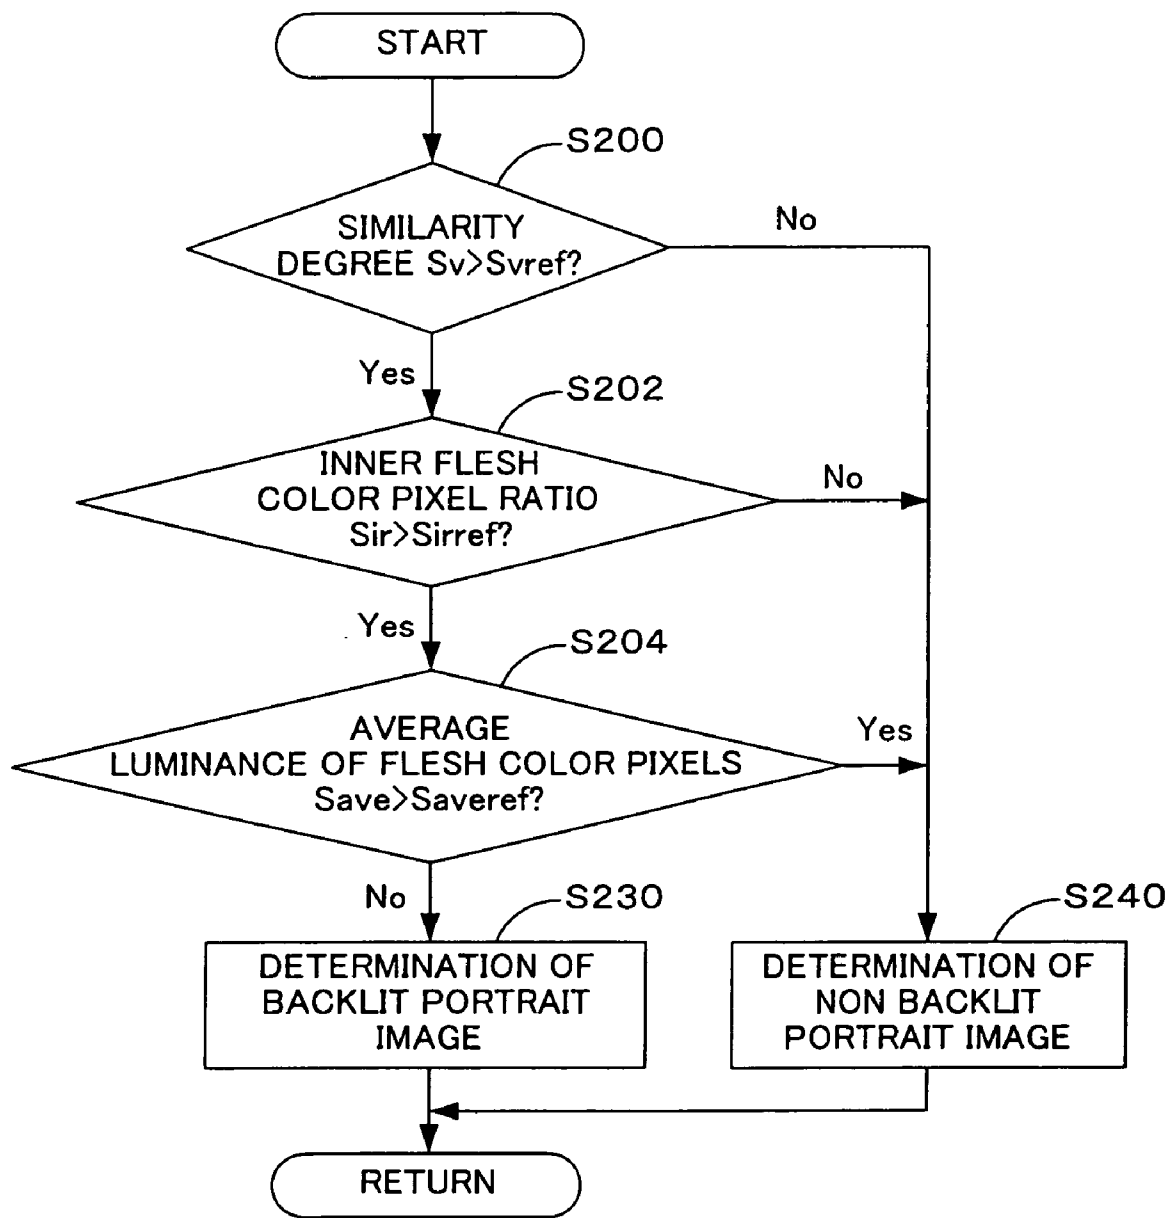 START
S200
SIMILARITY
DEGREE Sv>Svref?
No
Yes
S202
INNER FLESH
COLOR PIXEL RATIO
Sir>Sirref?
No
Yes
S204
AVERAGE
LUMINANCE OF FLESH COLOR PIXELS
Save>Saveref?
Yes
No
S230
DETERMINATION OF
BACKLIT PORTRAIT
IMAGE
S240
DETERMINATION OF
NON BACKLIT
PORTRAIT IMAGE
RETURN